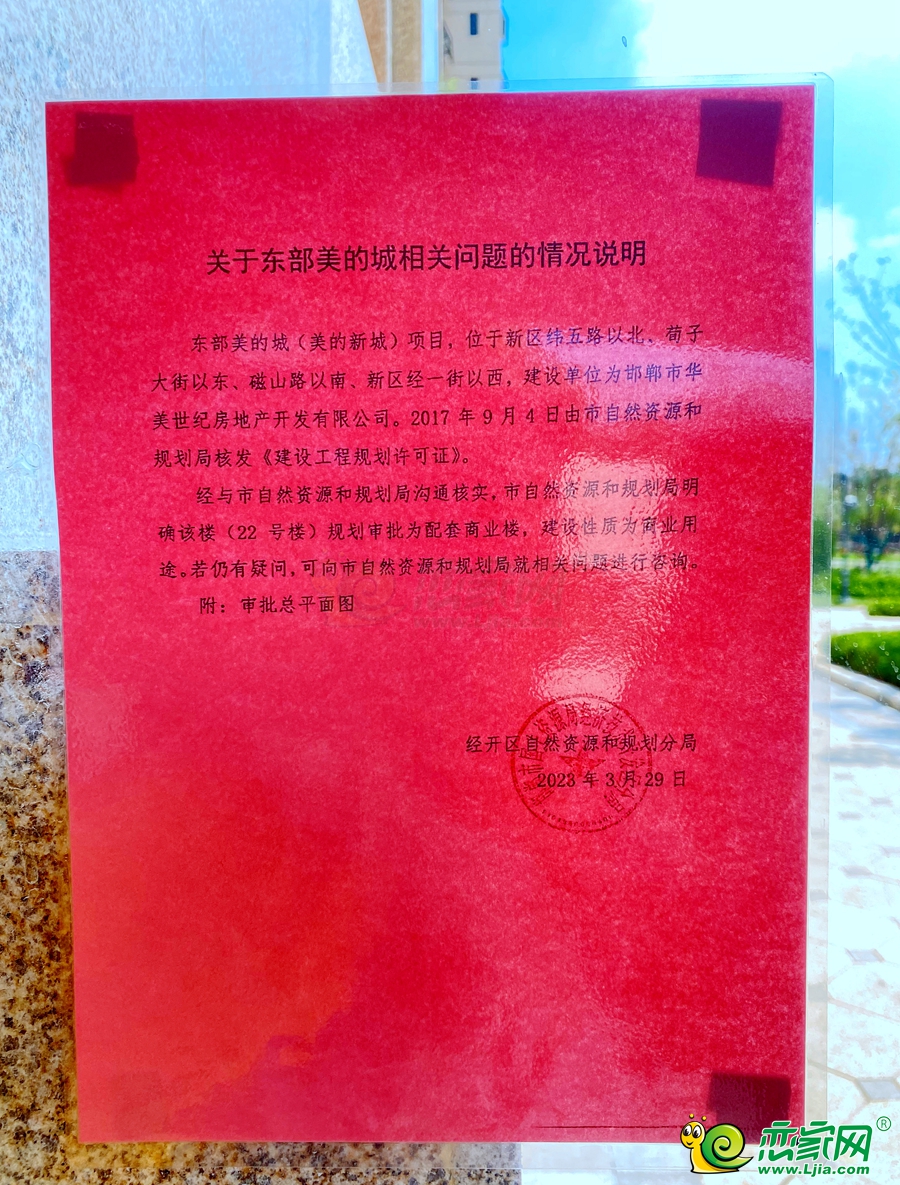 关于东部美的城相关问题的情况说明
东部美的城（美的新城）项目，位于新区纬五路以北、荀子
大街以东、磁山路以南、新区经一街以西，建设单位为邯郸市华
美世纪房地产开发有限公司。2017 年 9 月 4 日由市自然资源和
规划局核发《建设工程规划许可证》。
经与市自然资源和规划局沟通核实，市自然资源和规划局明
确该楼（22 号楼）规划审批为配套商业楼，建设性质为商业用
途。若仍有疑问，可向市自然资源和规划局就相关问题进行咨询。
附：审批总平面图
经开区自然资源和规划分局
2023 年 3 月 29 日
恋家网®
www.Ljia.com